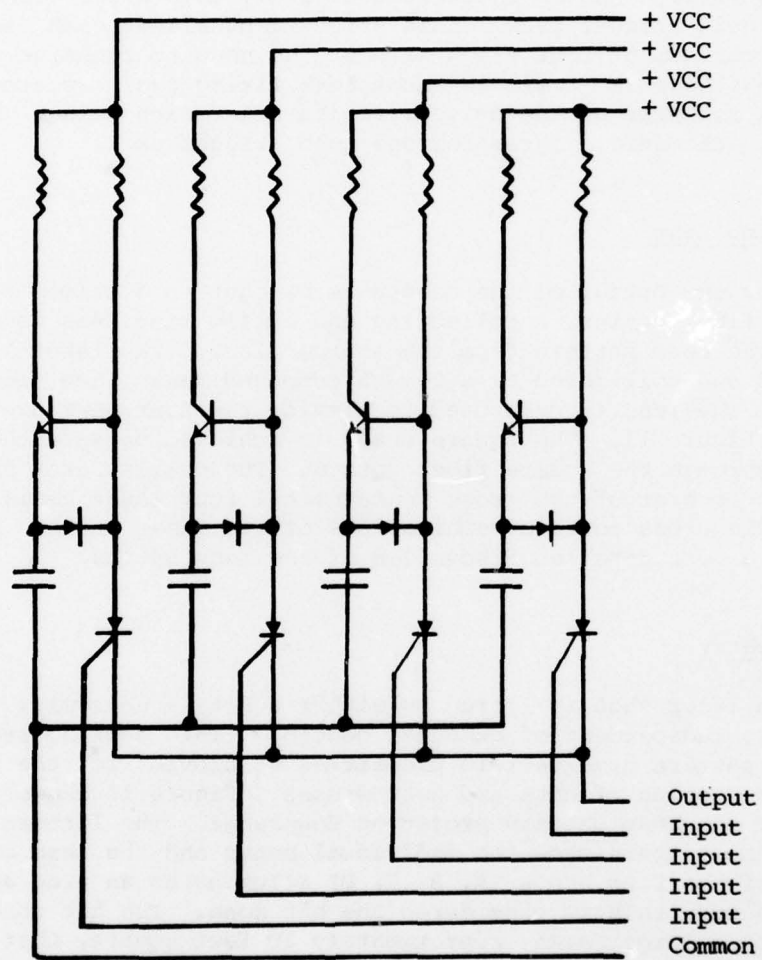 + VCC
+ VCC
+ VCC
+ VCC
Output
Input
Input
Input
Input
Common